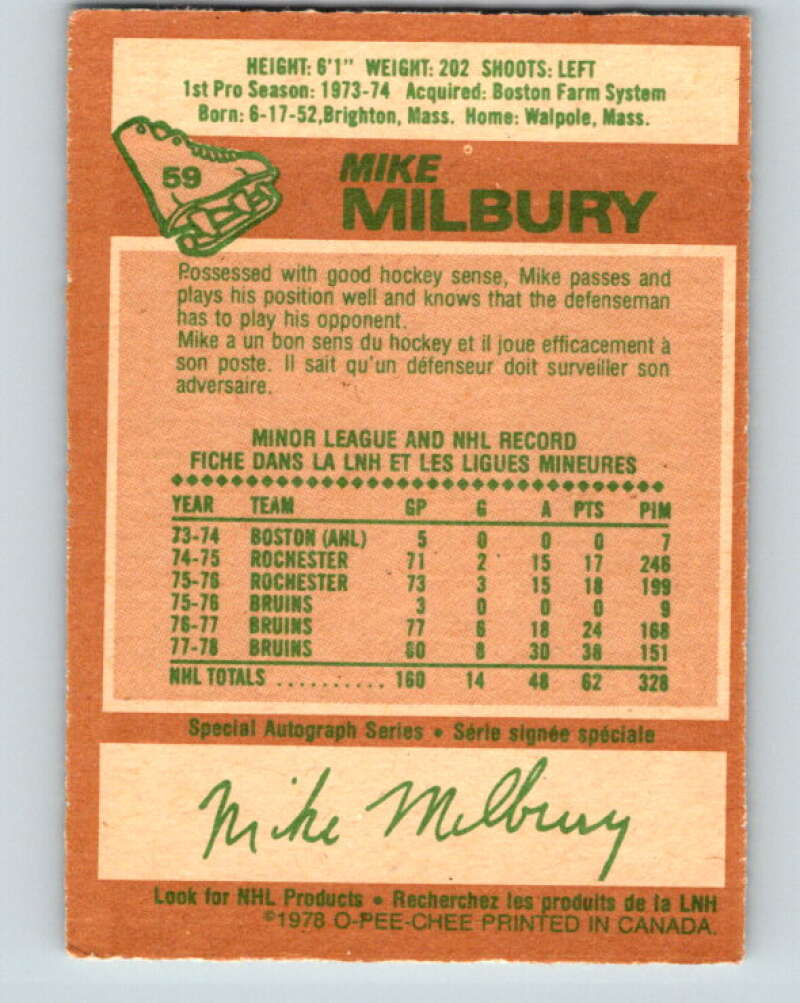 HEIGHT: 6'1" WEIGHT: 202 SHOOTS: LEFT
1st Pro Season: 1973-74 Acquired: Boston Farm System
Born: 6-17-52,Brighton, Mass. Home: Walpole, Mass.
59
MIKE
MILBURY
Possessed with good hockey sense, Mike passes and
plays his position well and knows that the defenseman
has to play his opponent.
Mike a un bon sens du hockey et il joue efficacement à
son poste. Il sait qu'un défenseur doit surveiller son
adversaire.
MINOR LEAGUE AND NHL RECORD
FICHE DANS LA LNH ET LES LIGUES MINEURES
YEAR TEAM GP G A PTS PIM
73-74 BOSTON (AHL) 5 0 0 0 7
74-75 ROCHESTER 71 2 15 17 246
75-76 ROCHESTER 73 3 15 18 199
75-76 BRUINS 3 0 0 0 9
76-77 BRUINS 77 6 18 24 168
77-78 BRUINS 80 8 30 38 151
NHL TOTALS .......... 160 14 48 62 328
Special Autograph Series • Série signée spéciale
Mike Milbury
Look for NHL Products • Recherchez les produits de la LNH
©1978 O-PEE-CHEE PRINTED IN CANADA.